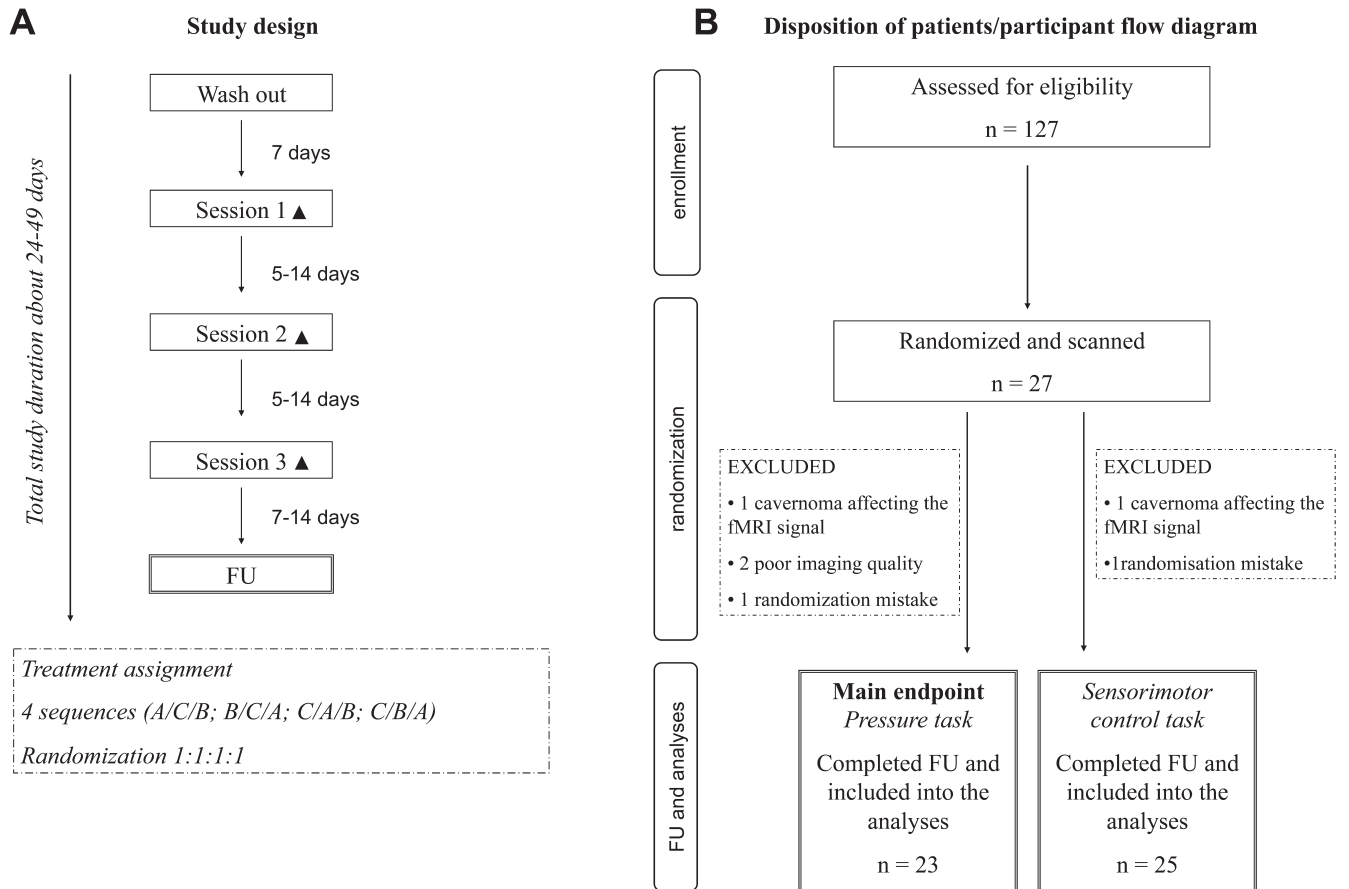 A
Study design
Wash out
7 days
Session 1 ▲
5-14 days
Session 2 ▲
5-14 days
Session 3 ▲
7-14 days
FU
Total study duration about 24-49 days
Treatment assignment
4 sequences (A/C/B; B/C/A; C/A/B; C/B/A)
Randomization 1:1:1:1
B
Disposition of patients/participant flow diagram
enrollment
Assessed for eligibility
n = 127
randomization
Randomized and scanned
n = 27
EXCLUDED
• 1 cavernoma affecting the
fMRI signal
• 2 poor imaging quality
• 1 randomization mistake
EXCLUDED
• 1 cavernoma affecting the
fMRI signal
•1randomisation mistake
FU and analyses
Main endpoint
Pressure task
Completed FU and
included into the
analyses
n = 23
Sensorimotor
control task
Completed FU and
included into the
analyses
n = 25